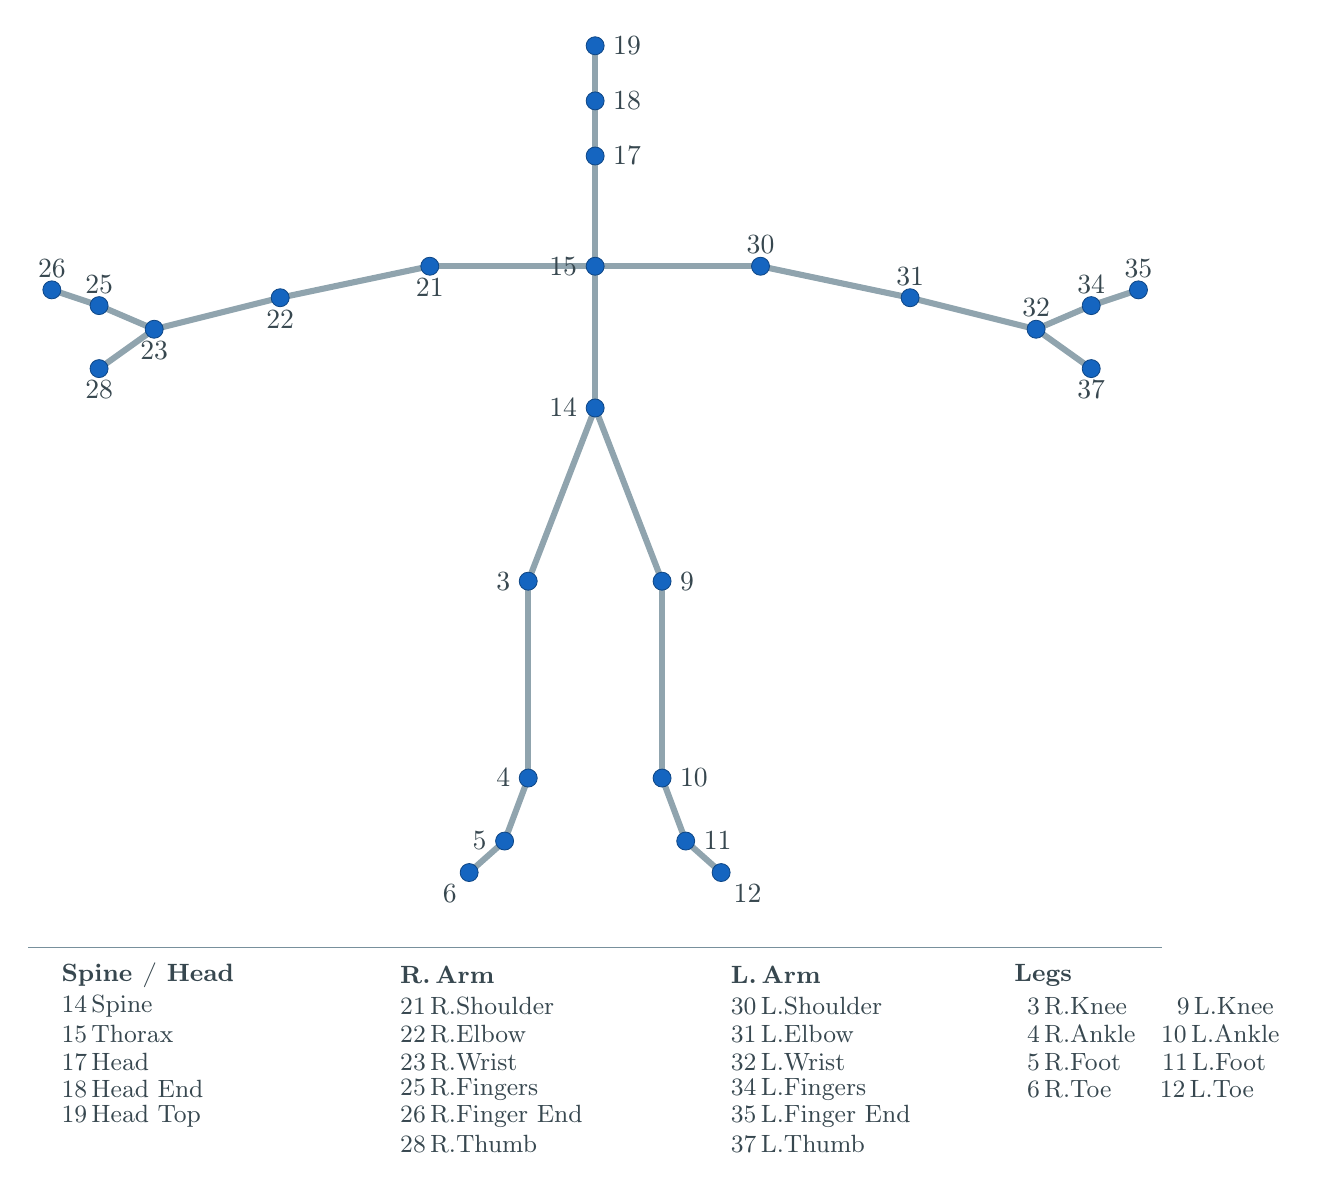 19
18
17
30
15
21
26
25
31
34
35
22
32
23
28
37
14
3
9
4
10
5
11
6
12
Spine / Head
14 Spine
15 Thorax
17 Head
18 Head End
19 Head Top
R. Arm
21 R.Shoulder
22 R.Elbow
23 R.Wrist
25 R.Fingers
26 R.Finger End
28 R.Thumb
L. Arm
30 L.Shoulder
31 L.Elbow
32 L.Wrist
34 L.Fingers
35 L.Finger End
37 L.Thumb
Legs
3 R.Knee 9 L.Knee
4 R.Ankle 10 L.Ankle
5 R.Foot 11 L.Foot
6 R.Toe 12 L.Toe